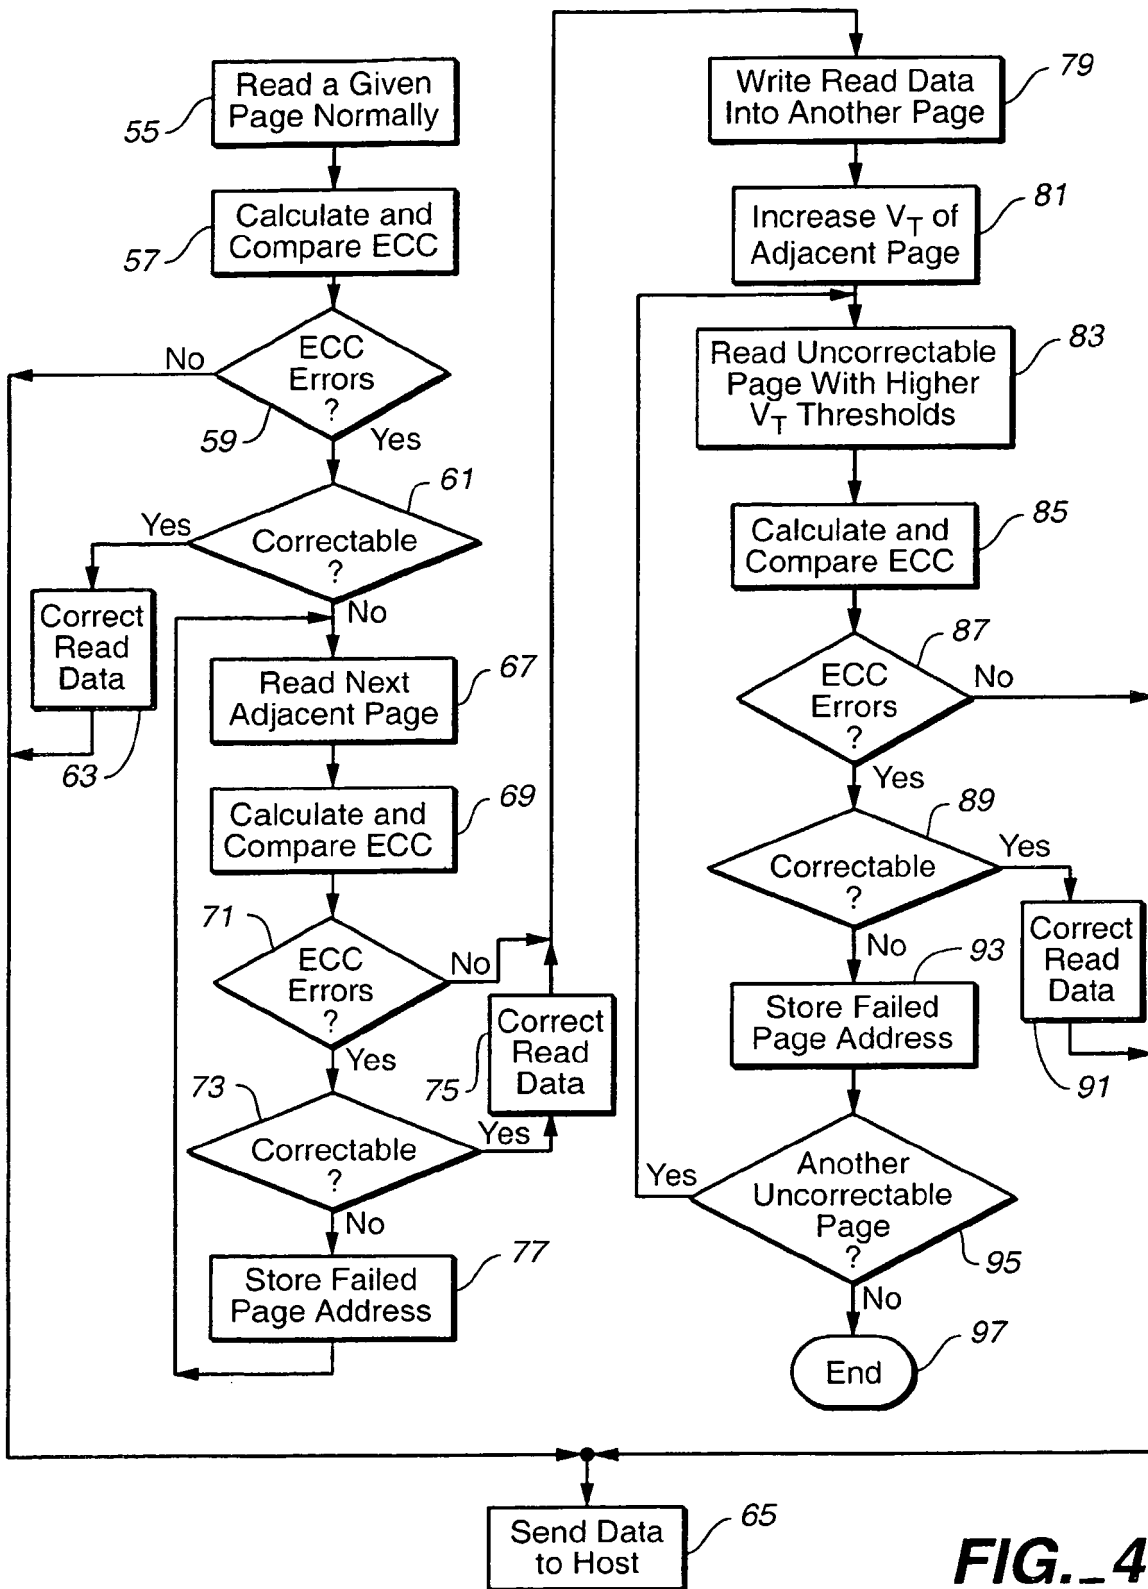 Read a Given
Page Normally
55
Calculate and
Compare ECC
57
ECC
Errors
?
No
59
Yes
61
Correctable
?
Yes
No
Correct
Read
Data
63
Read Next
Adjacent Page
67
Calculate and
Compare ECC
69
71
ECC
Errors
?
No
Yes
Correct
Read
Data
75
73
Correctable
?
Yes
No
77
Store Failed
Page Address
Write Read Data
Into Another Page
79
Increase VT of
Adjacent Page
81
Read Uncorrectable
Page With Higher
VT Thresholds
83
Calculate and
Compare ECC
85
87
ECC
Errors
?
No
Yes
89
Correctable
?
Yes
No
Correct
Read
Data
91
93
Store Failed
Page Address
Another
Uncorrectable
Page
?
Yes
95
No
End
97
Send Data
to Host
65
FIG._4